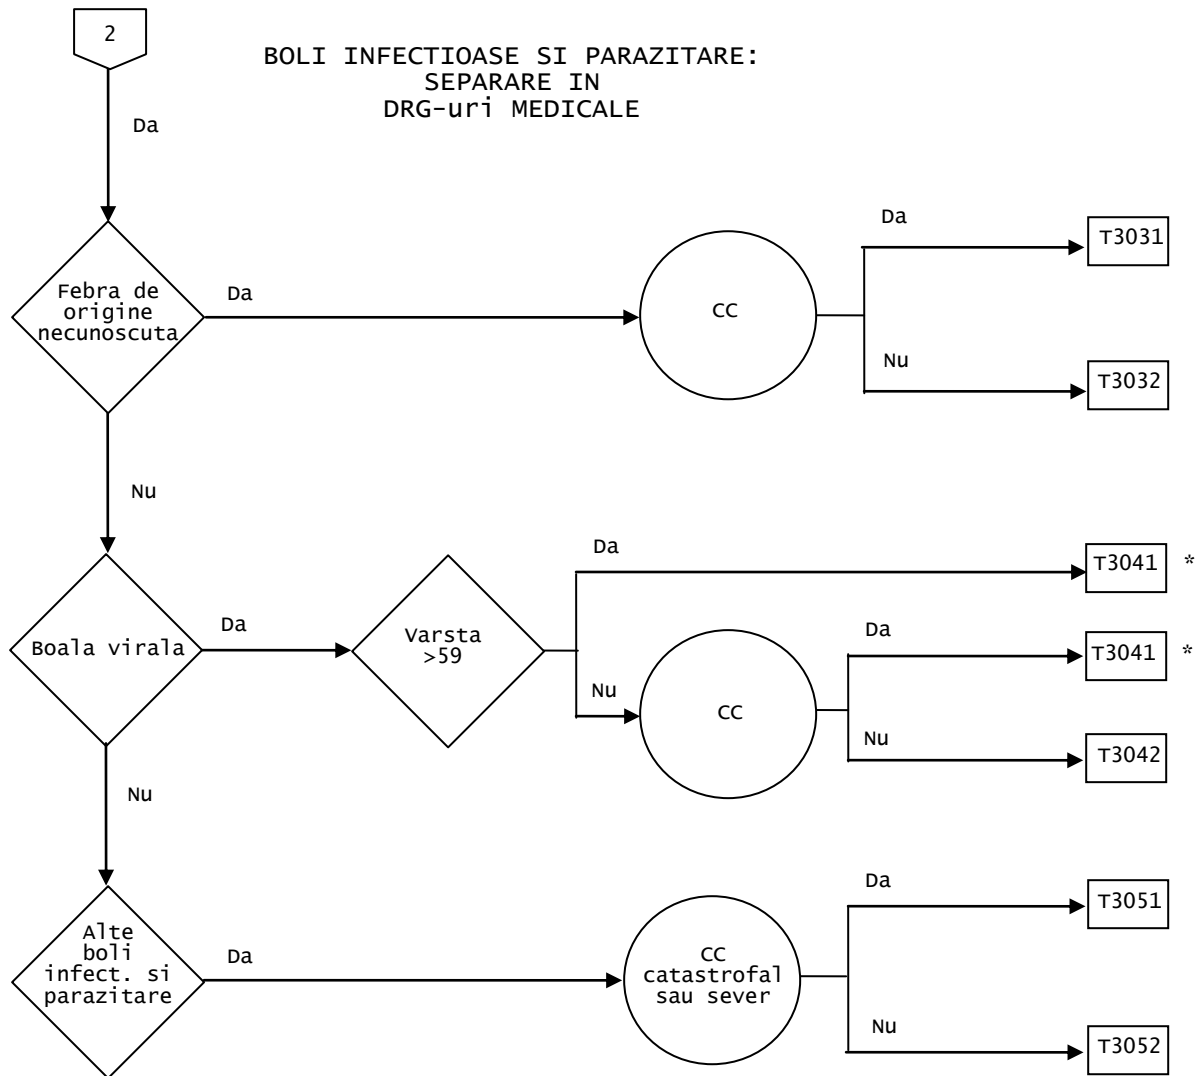 2
BOLI INFECTIOASE SI PARAZITARE:
SEPARARE IN
DRG-uri MEDICALE
Da
Febra de
origine
necunoscuta
Da
CC
Da
T3031
Nu
T3032
Nu
Boala virala
Da
Varsta
>59
Da
T3041 *
Nu
CC
Da
T3041 *
Nu
T3042
Nu
Alte
boli
infect. si
parazitare
Da
CC
catastrofal
sau sever
Da
T3051
Nu
T3052